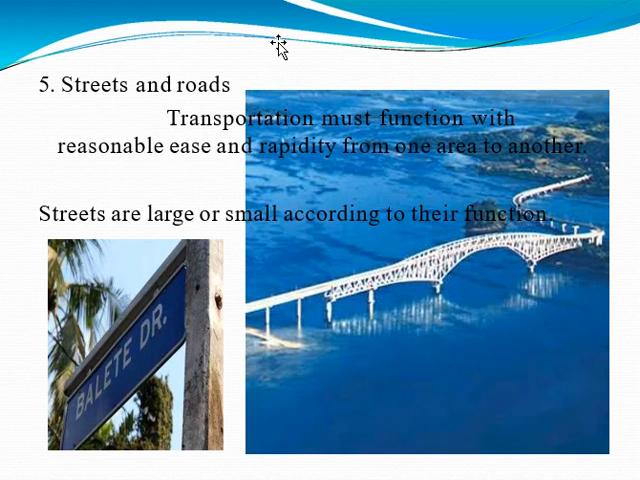 5. Streets and roads
Transportation must function with
reasonable ease and rapidity from one area to another.
Streets are large or small according to their function.
BALETE DR.